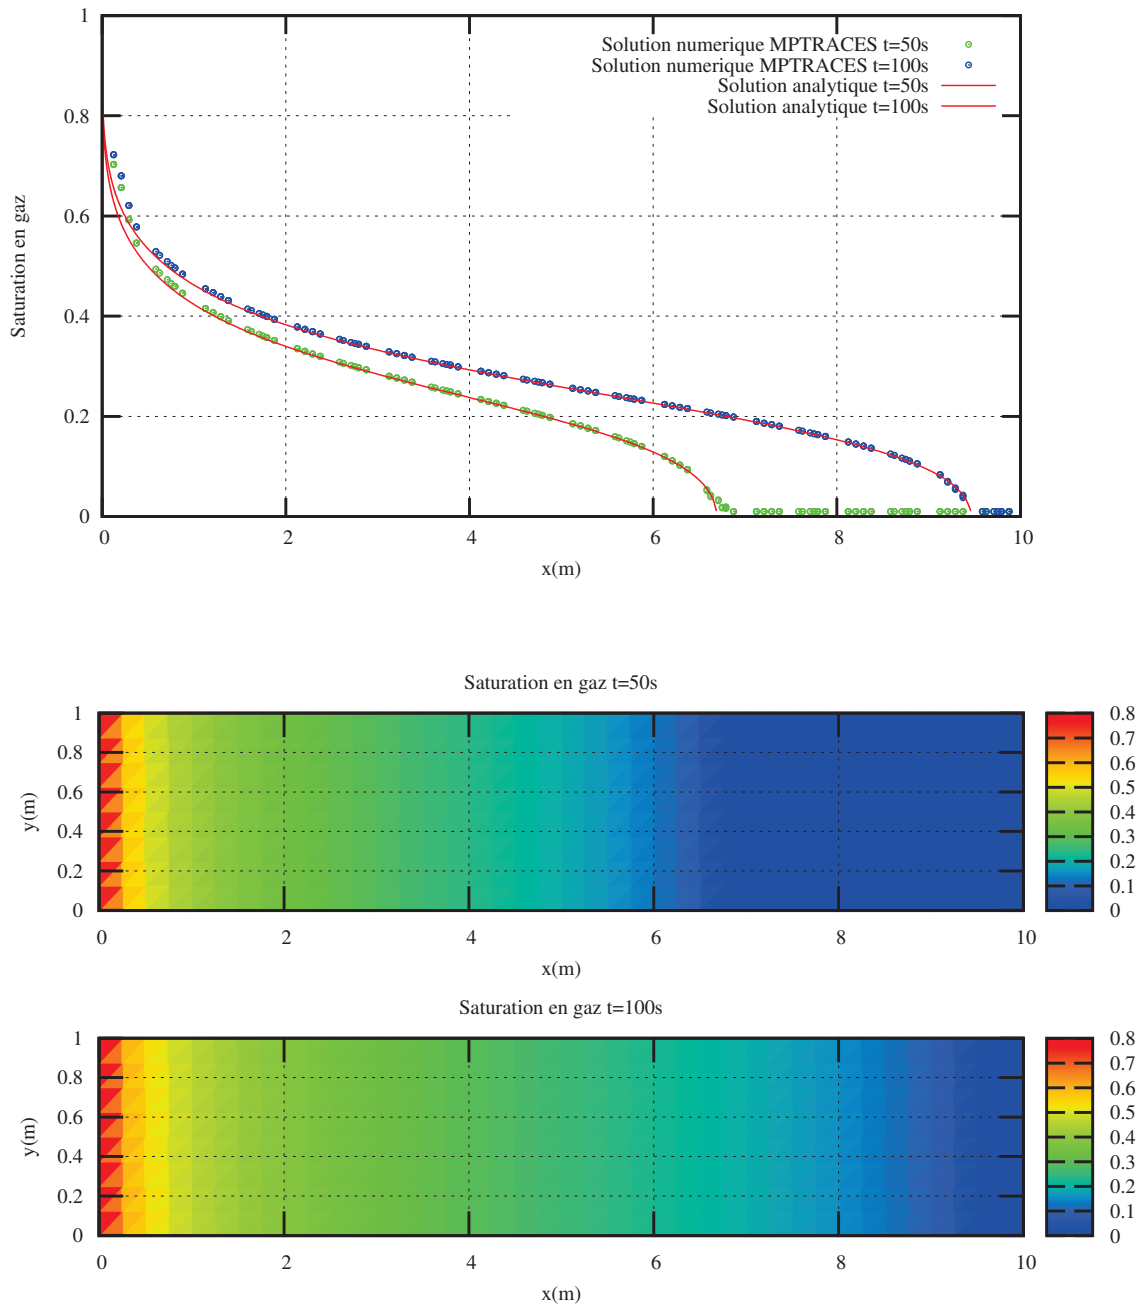 Solution numerique MPTRACES t=50s
Solution numerique MPTRACES t=100s
Solution analytique t=50s
Solution analytique t=100s
1
0.8
0.6
0.4
0.2
0
Saturation en gaz
0 2 4 6 8 10
x(m)
Saturation en gaz t=50s
1
0.8
0.6
0.4
0.2
0
y(m)
0 2 4 6 8 10
x(m)
0.8
0.7
0.6
0.5
0.4
0.3
0.2
0.1
0
Saturation en gaz t=100s
1
0.8
0.6
0.4
0.2
0
y(m)
0 2 4 6 8 10
x(m)
0.8
0.7
0.6
0.5
0.4
0.3
0.2
0.1
0